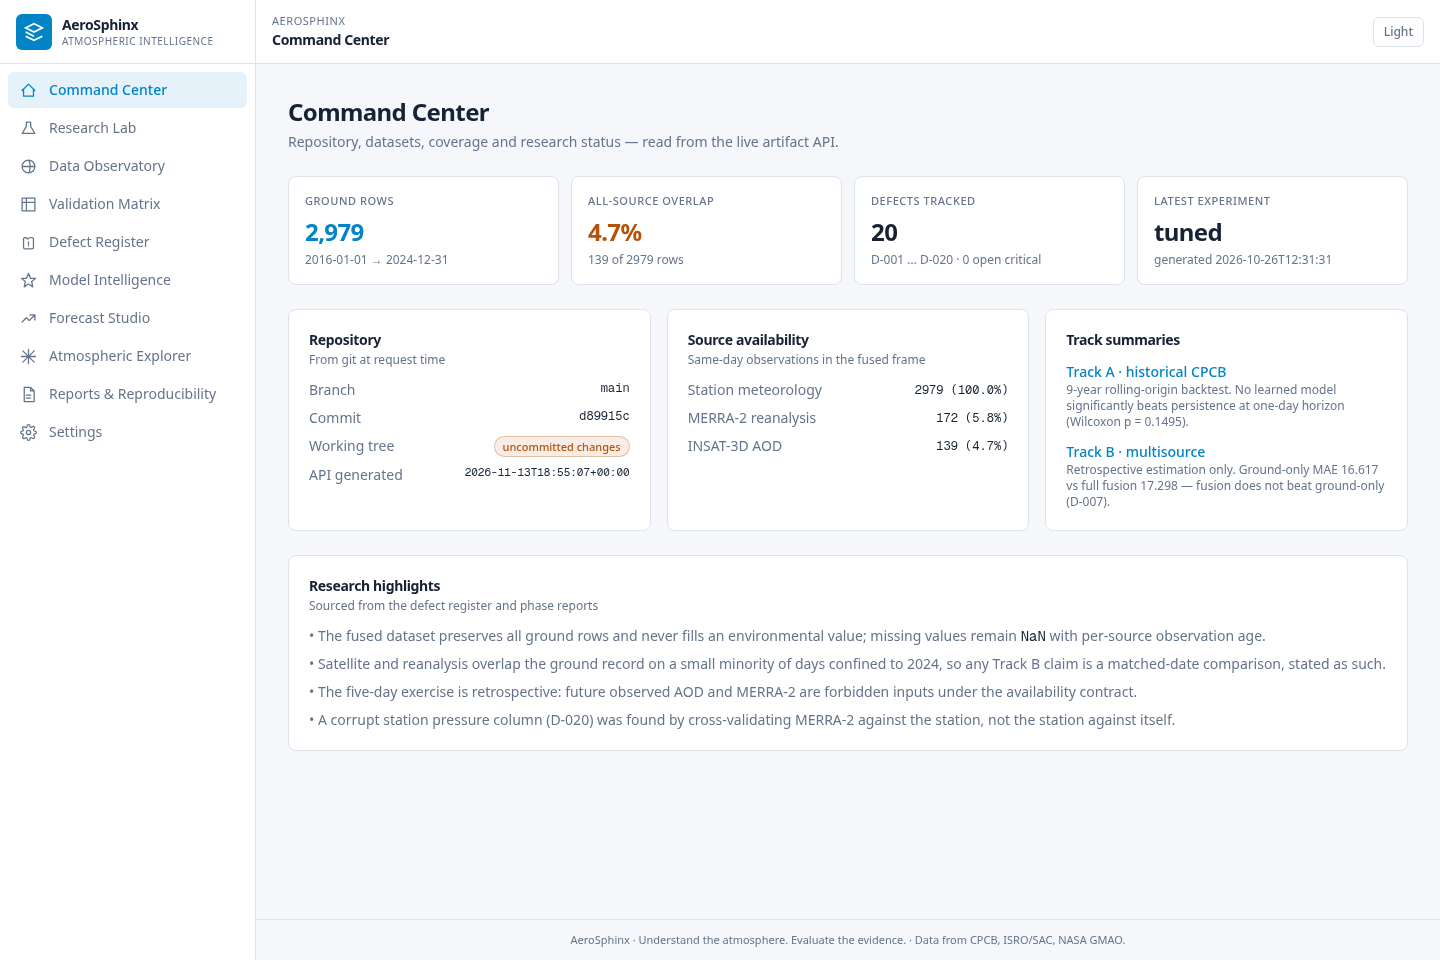 AeroSphinx
ATMOSPHERIC INTELLIGENCE
AEROSPHINX
Command Center
Light
Command Center
Research Lab
Data Observatory
Validation Matrix
Defect Register
Model Intelligence
Forecast Studio
Atmospheric Explorer
Reports & Reproducibility
Settings
Command Center
Repository, datasets, coverage and research status — read from the live artifact API.
GROUND ROWS
2,979
2016-01-01 → 2024-12-31
ALL-SOURCE OVERLAP
4.7%
139 of 2979 rows
DEFECTS TRACKED
20
D-001 … D-020 · 0 open critical
LATEST EXPERIMENT
tuned
generated 2026-10-26T12:31:31
Repository
From git at request time
Branch main
Commit d89915c
Working tree uncommitted changes
API generated 2026-11-13T18:55:07+00:00
Source availability
Same-day observations in the fused frame
Station meteorology 2979 (100.0%)
MERRA-2 reanalysis 172 (5.8%)
INSAT-3D AOD 139 (4.7%)
Track summaries
Track A · historical CPCB
9-year rolling-origin backtest. No learned model
significantly beats persistence at one-day horizon
(Wilcoxon p = 0.1495).
Track B · multisource
Retrospective estimation only. Ground-only MAE 16.617
vs full fusion 17.298 — fusion does not beat ground-only
(D-007).
Research highlights
Sourced from the defect register and phase reports
• The fused dataset preserves all ground rows and never fills an environmental value; missing values remain NaN with per-source observation age.
• Satellite and reanalysis overlap the ground record on a small minority of days confined to 2024, so any Track B claim is a matched-date comparison, stated as such.
• The five-day exercise is retrospective: future observed AOD and MERRA-2 are forbidden inputs under the availability contract.
• A corrupt station pressure column (D-020) was found by cross-validating MERRA-2 against the station, not the station against itself.
AeroSphinx · Understand the atmosphere. Evaluate the evidence. · Data from CPCB, ISRO/SAC, NASA GMAO.